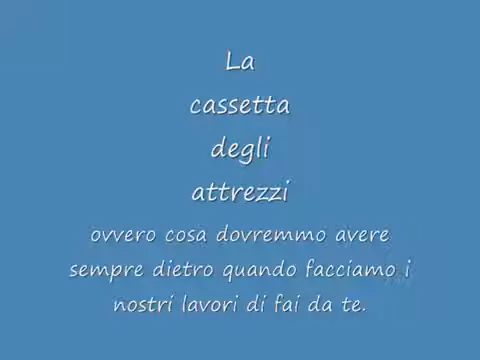 La
cassetta
degli
attrezzi
ovvero cosa dovremmo avere
sempre dietro quando facciamo i
nostri lavori di fai da te.